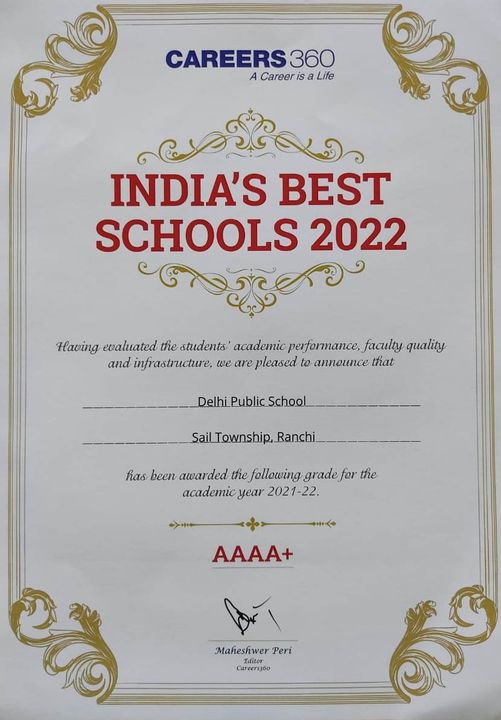 CAREERS360
A Career is a Life
INDIA'S BEST
SCHOOLS 2022
Having evaluated the students' academic performance, faculty quality
and infrastructure, we are pleased to announce that
Delhi Public School
Sail Township, Ranchi
has been awarded the following grade for the
academic year 2021-22.
AAAA+
Maheshwer Peri
Editor
Careers360